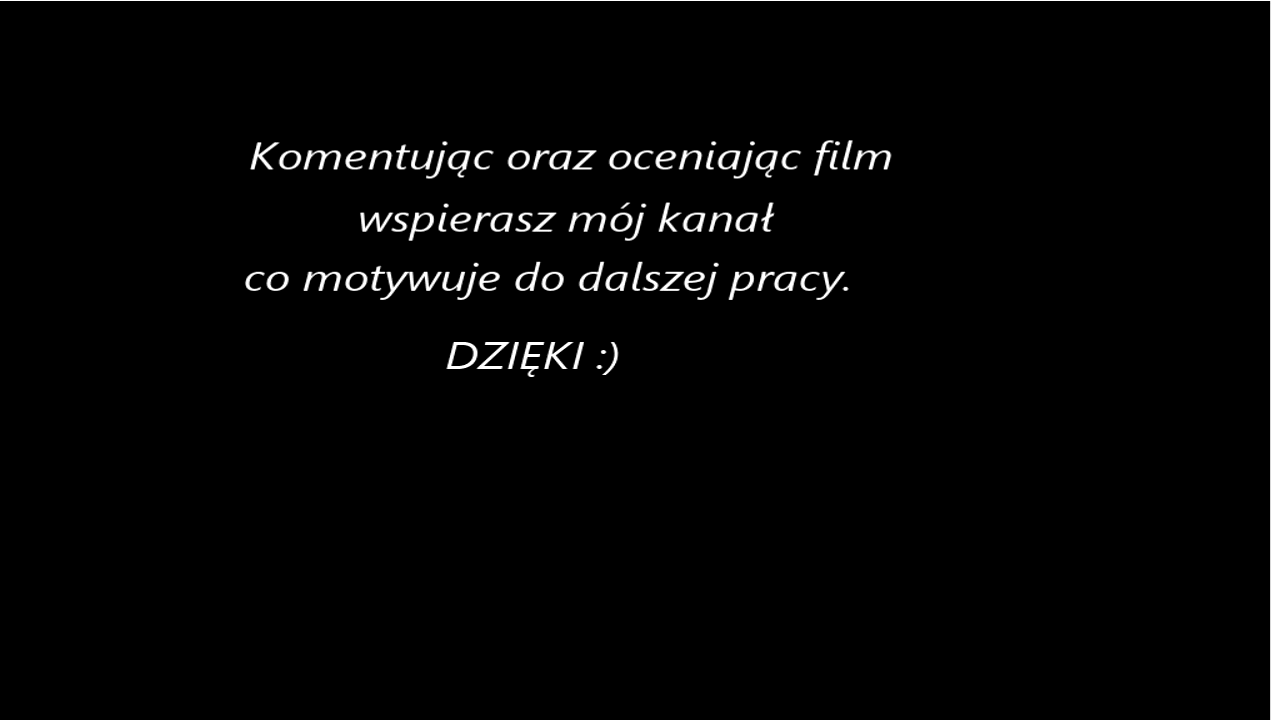 Komentując oraz oceniając film
wspierasz mój kanał
co motywuje do dalszej pracy.
DZIĘKI :)